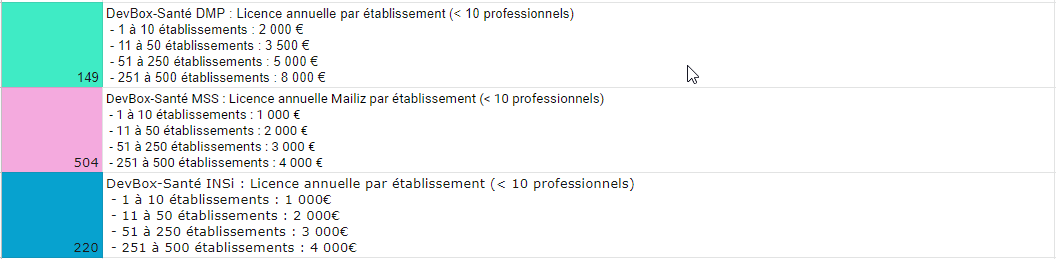 DevBox-Santé DMP : Licence annuelle par établissement (< 10 professionnels)
- 1 à 10 établissements : 2 000 €
- 11 à 50 établissements : 3 500 €
- 51 à 250 établissements : 5 000 €
149 - 251 à 500 établissements : 8 000 €
DevBox-Santé MSS : Licence annuelle Mailiz par établissement (< 10 professionnels)
- 1 à 10 établissements : 1 000 €
- 11 à 50 établissements : 2 000 €
- 51 à 250 établissements : 3 000 €
504 - 251 à 500 établissements : 4 000 €
DevBox-Santé INSi : Licence annuelle par établissement (< 10 professionnels)
- 1 à 10 établissements : 1 000€
- 11 à 50 établissements : 2 000€
- 51 à 250 établissements : 3 000€
220 - 251 à 500 établissements : 4 000€